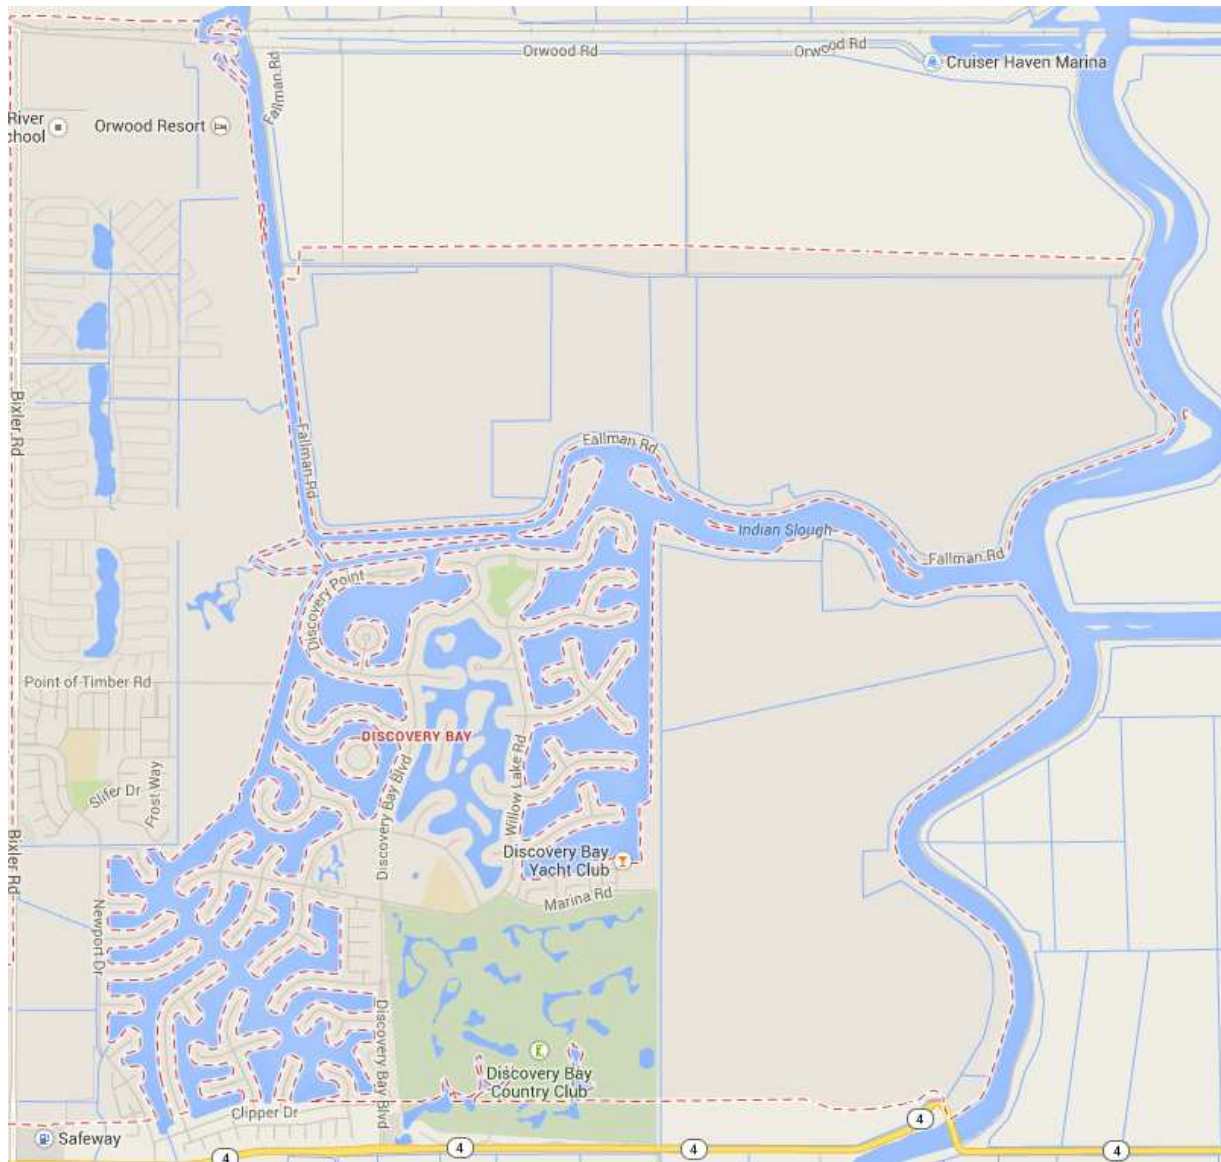 Orwood Rd
Orwood Rd
Cruiser Haven Marina
Fallman Rd
River
chool
Orwood Resort
Bixler Rd
Fallman Rd
Fallman Rd
Indian Slough
Fallman Rd
Discovery Point
Point of Timber Rd
DISCOVERY BAY
Willow Lake Rd
Discovery Bay Blvd
Slifer Dr
Frost Way
Bixler Rd
Discovery Bay
Yacht Club
Marina Rd
Newport Dr
Discovery Bay Blvd
Discovery Bay
Country Club
Clipper Dr
Safeway
4
4
4
4
4